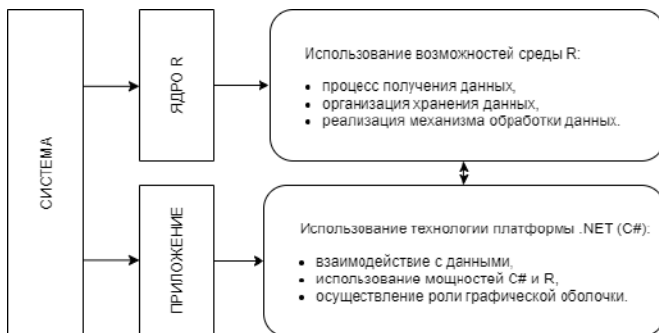 СИСТЕМА
ЯДРО R
Использование возможностей среды R:
• процесс получения данных,
• организация хранения данных,
• реализация механизма обработки данных.
ПРИЛОЖЕНИЕ
Использование технологии платформы .NET (C#):
• взаимодействие с данными,
• использование мощностей C# и R,
• осуществление роли графической оболочки.